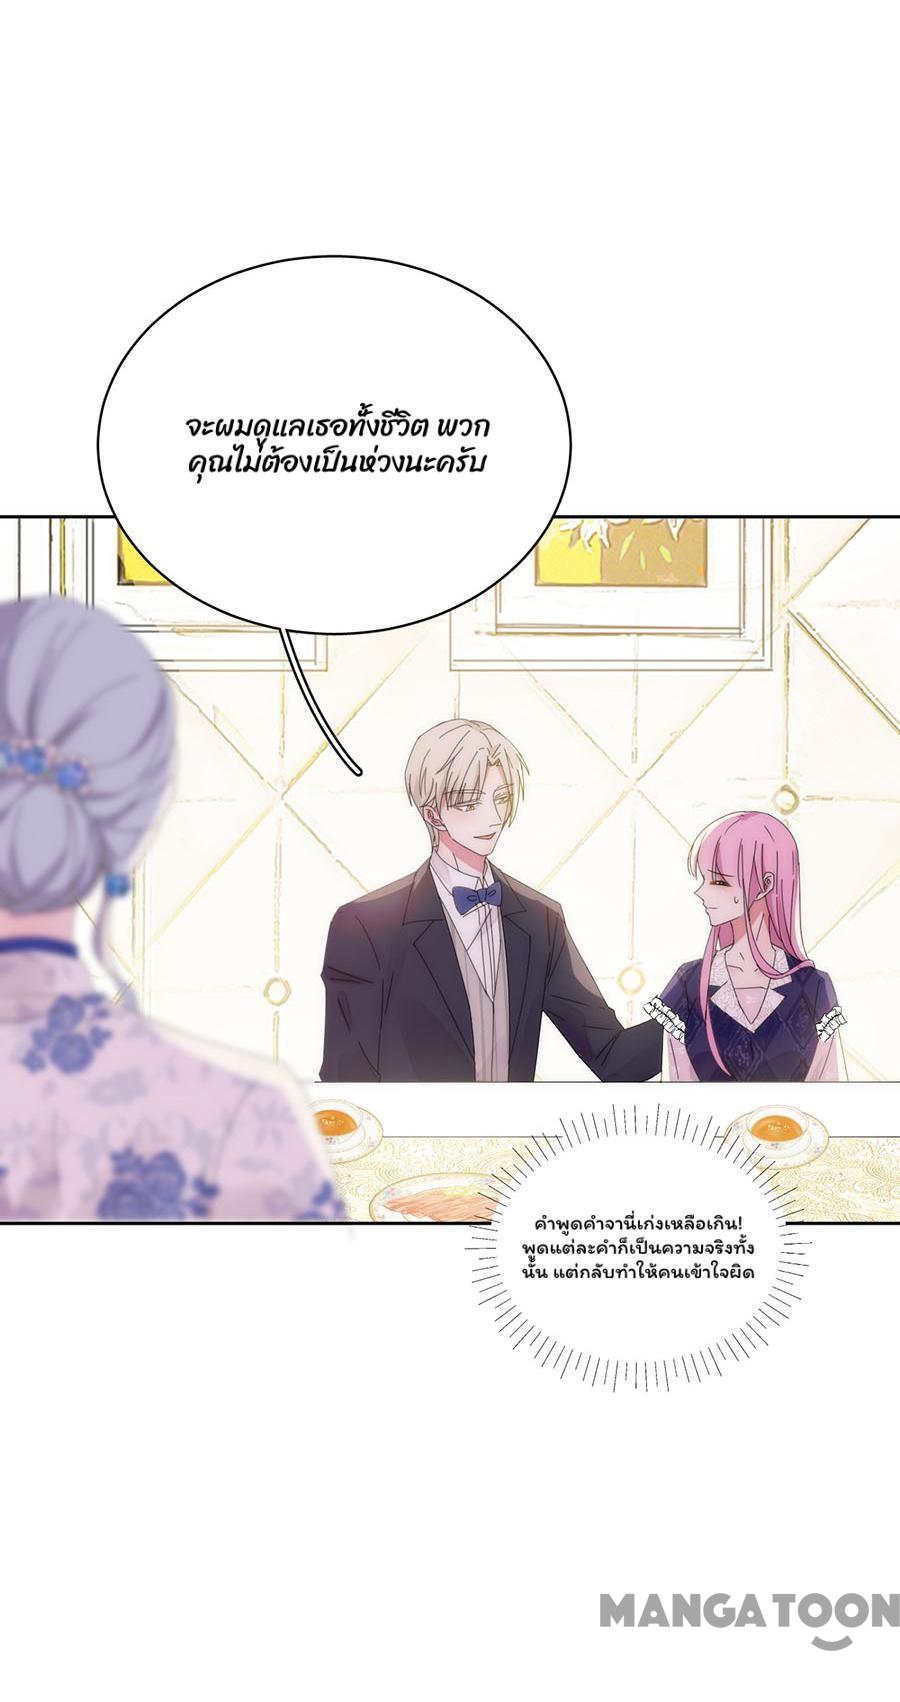 จะผมดูแลเธอทั้งชีวิต พวก
คุณไม่ต้องเป็นห่วงนะครับ
คำพูดคำจานี่เก่งเหลือเกิน!
พูดแต่ละคำก็เป็นความจริงทั้ง
นั้น แต่กลับทำให้คนเข้าใจผิด
MANGATOON